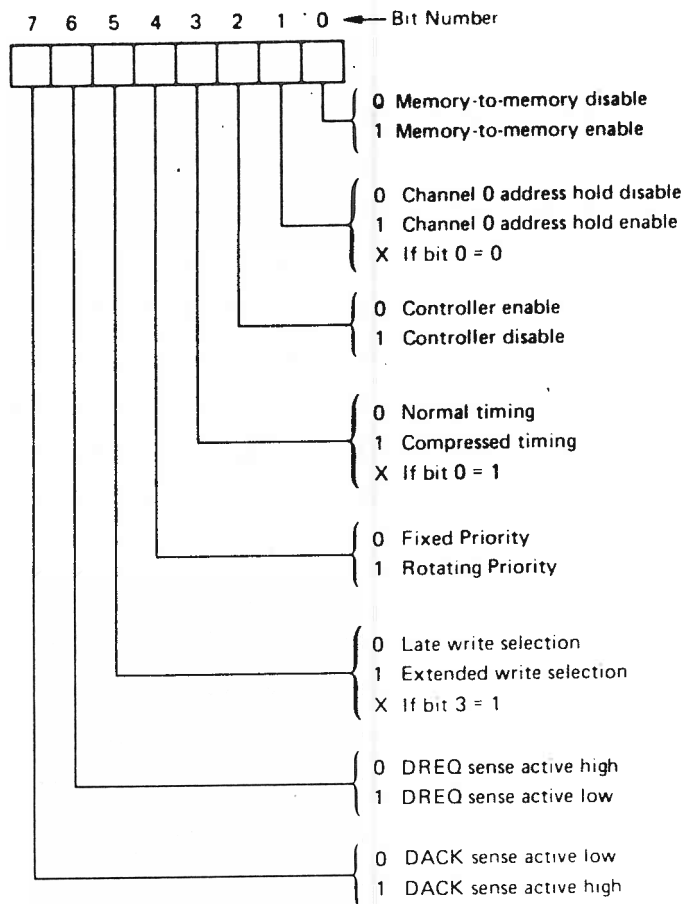 7 6 5 4 3 2 1 0 Bit Number
0 Memory-to-memory disable
1 Memory-to-memory enable
0 Channel 0 address hold disable
1 Channel 0 address hold enable
X If bit 0 = 0
0 Controller enable
1 Controller disable
0 Normal timing
1 Compressed timing
X If bit 0 = 1
0 Fixed Priority
1 Rotating Priority
0 Late write selection
1 Extended write selection
X If bit 3 = 1
0 DREQ sense active high
1 DREQ sense active low
0 DACK sense active low
1 DACK sense active high